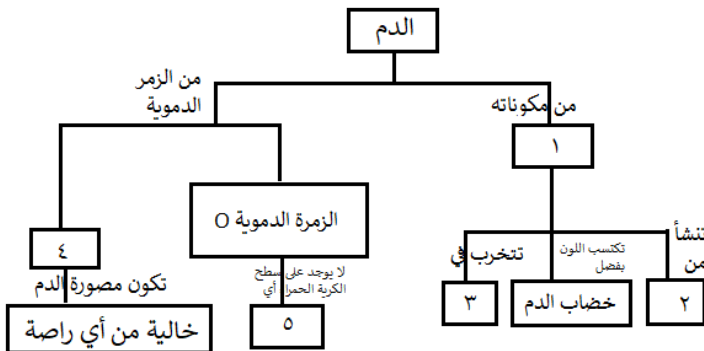 الدم
من مكوناته
من الزمر
الدموية
١
الزمرة الدموية O
تنشأ
من
تكتسب اللون
بفضل
تتخرب في
٤
لا يوجد على سطح
الكرية الحمراء أي
تكون مصورة الدم
٢
خضاب الدم
٣
٥
خالية من أي راصة